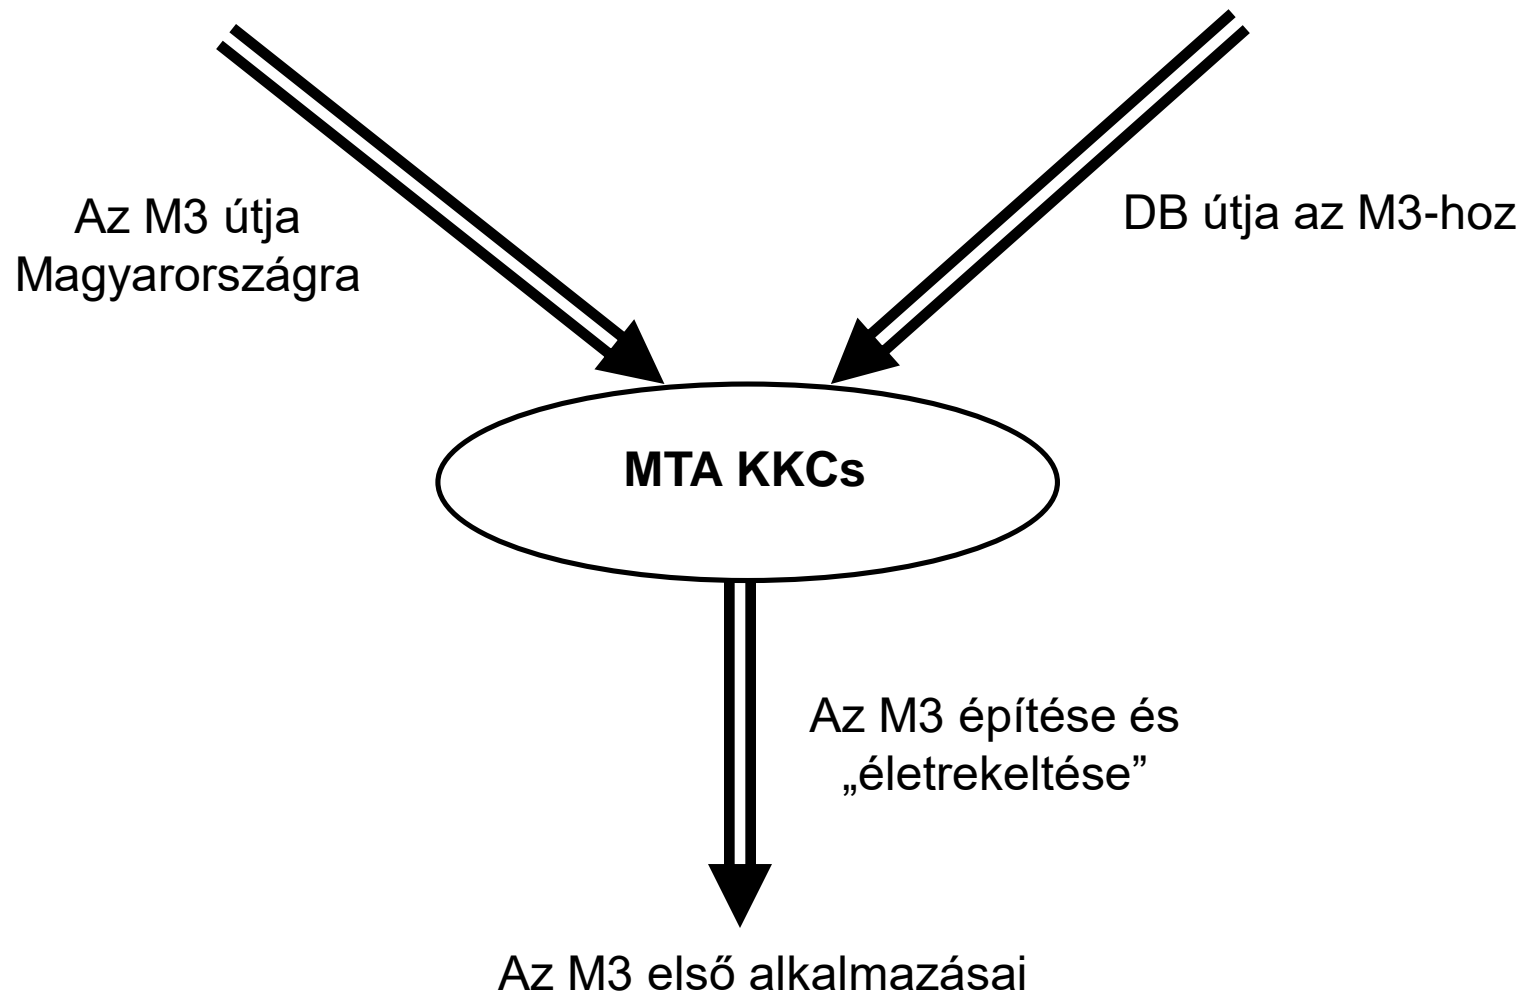 Az M3 útja
Magyarországra
DB útja az M3-hoz
MTA KKCs
Az M3 építése és
„életrekeltése”
Az M3 első alkalmazásai